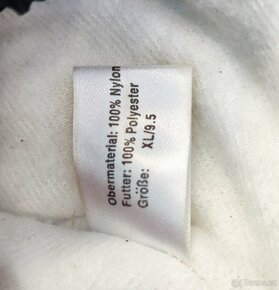 Obermaterial: 100% Nylon
Futter: 100% Polyester
Größe: XL/9.5